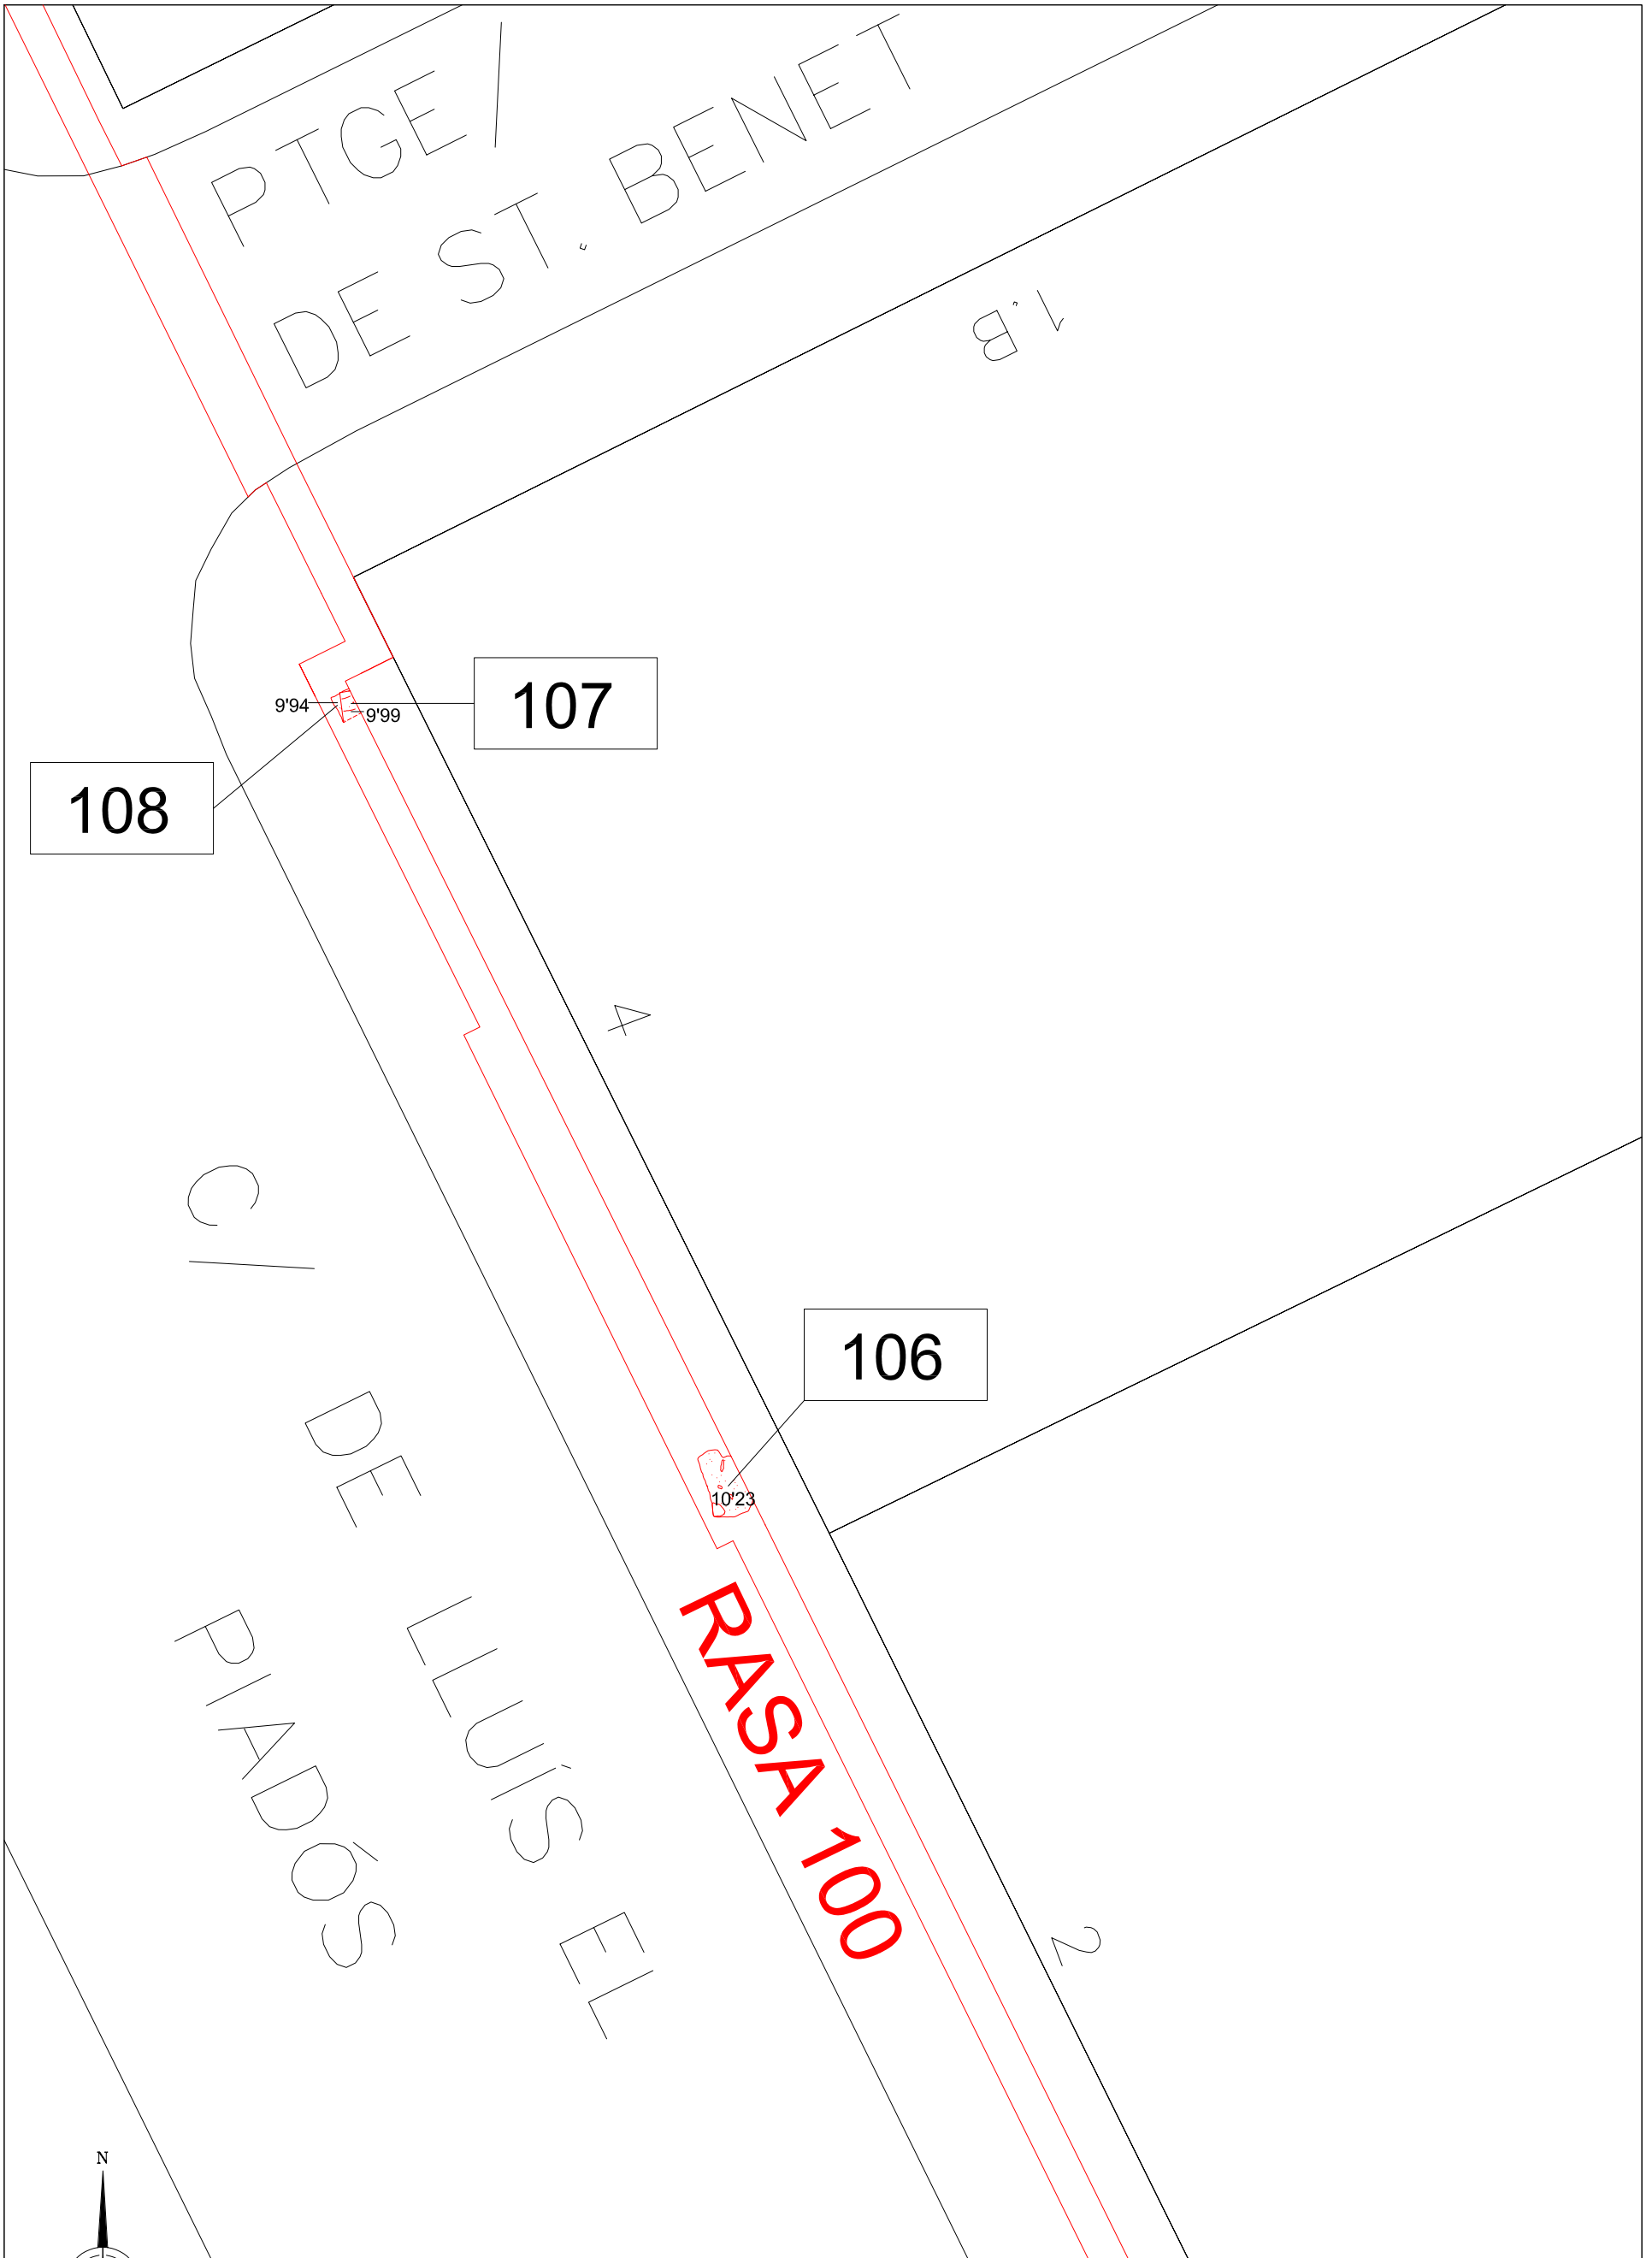 PTGE/
DE ST. BENET
1.B
107
9'94
9'99
108
4
C/ DE LLUÍS EL
PIADÓS
106
10'23
RASA 100
2
N